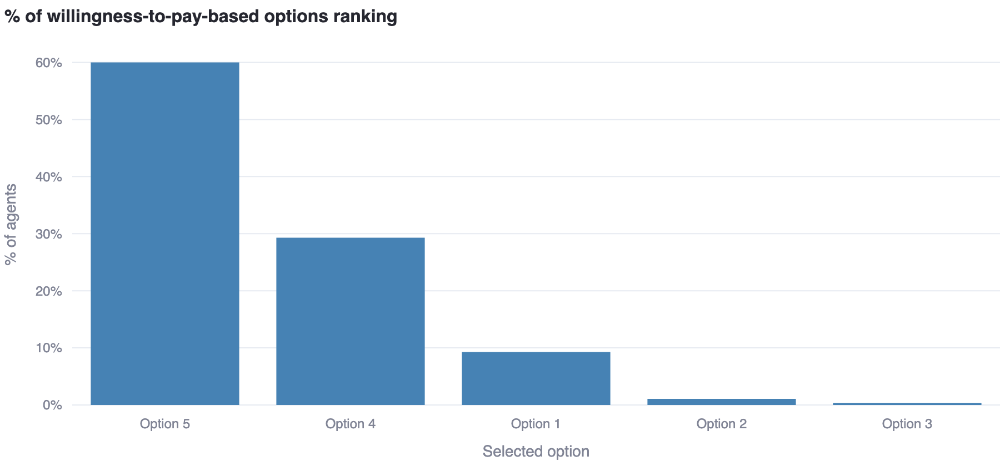 % of willingness-to-pay-based options ranking
60%
50%
40%
30%
20%
10%
0%
% of agents
Option 5
Option 4
Option 1
Option 2
Option 3
Selected option